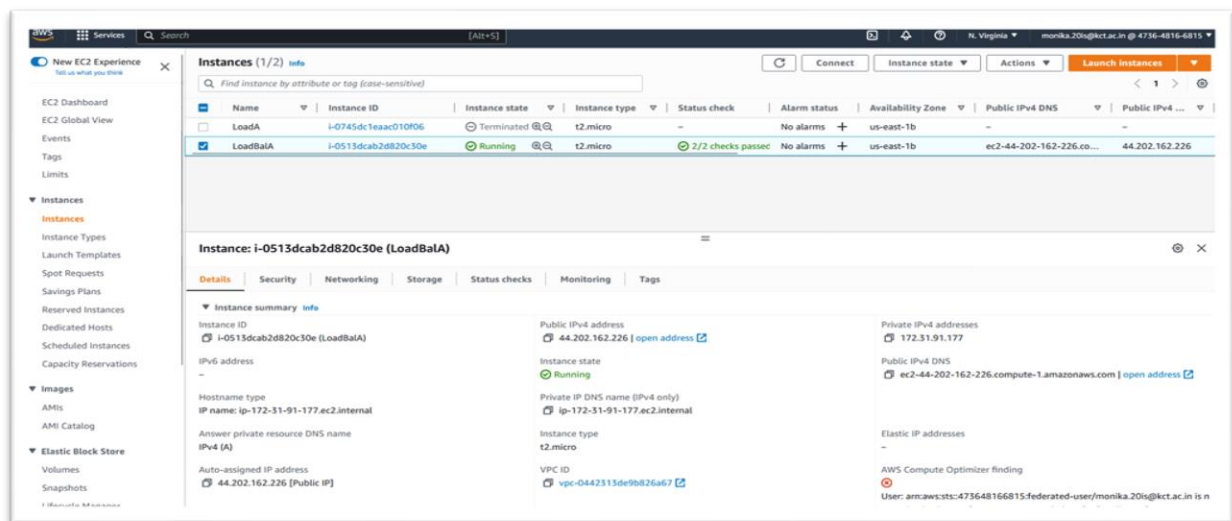 aws Services Search [Alt+S] N. Virginia monika.20is@kct.ac.in @ 4736-4816-6815
New EC2 Experience
Tell us what you think
EC2 Dashboard
EC2 Global View
Events
Tags
Limits
Instances
Instances
Instance Types
Launch Templates
Spot Requests
Savings Plans
Reserved Instances
Dedicated Hosts
Scheduled Instances
Capacity Reservations
Images
AMIs
AMI Catalog
Elastic Block Store
Volumes
Snapshots
Lifecycle Manager
Instances (1/2) Info Connect Instance state Actions Launch instances
Find instance by attribute or tag (case-sensitive) 1
Name Instance ID Instance state Instance type Status check Alarm status Availability Zone Public IPv4 DNS Public IPv4 ...
LoadA i-0745dc1eaac010f06 Terminated t2.micro – No alarms + us-east-1b – –
LoadBalA i-0513dcab2d820c30e Running t2.micro 2/2 checks passed No alarms + us-east-1b ec2-44-202-162-226.co... 44.202.162.226
Instance: i-0513dcab2d820c30e (LoadBalA)
Details Security Networking Storage Status checks Monitoring Tags
Instance summary Info
Instance ID Public IPv4 address Private IPv4 addresses
i-0513dcab2d820c30e (LoadBalA) 44.202.162.226 | open address 172.31.91.177
IPv6 address Instance state Public IPv4 DNS
– Running ec2-44-202-162-226.compute-1.amazonaws.com | open address
Hostname type Private IP DNS name (IPv4 only)
IP name: ip-172-31-91-177.ec2.internal ip-172-31-91-177.ec2.internal
Answer private resource DNS name Instance type Elastic IP addresses
IPv4 (A) t2.micro –
Auto-assigned IP address VPC ID AWS Compute Optimizer finding
44.202.162.226 [Public IP] vpc-0442313de9b826a67
User: arn:aws:sts::473648166815:federated-user/monika.20is@kct.ac.in is n